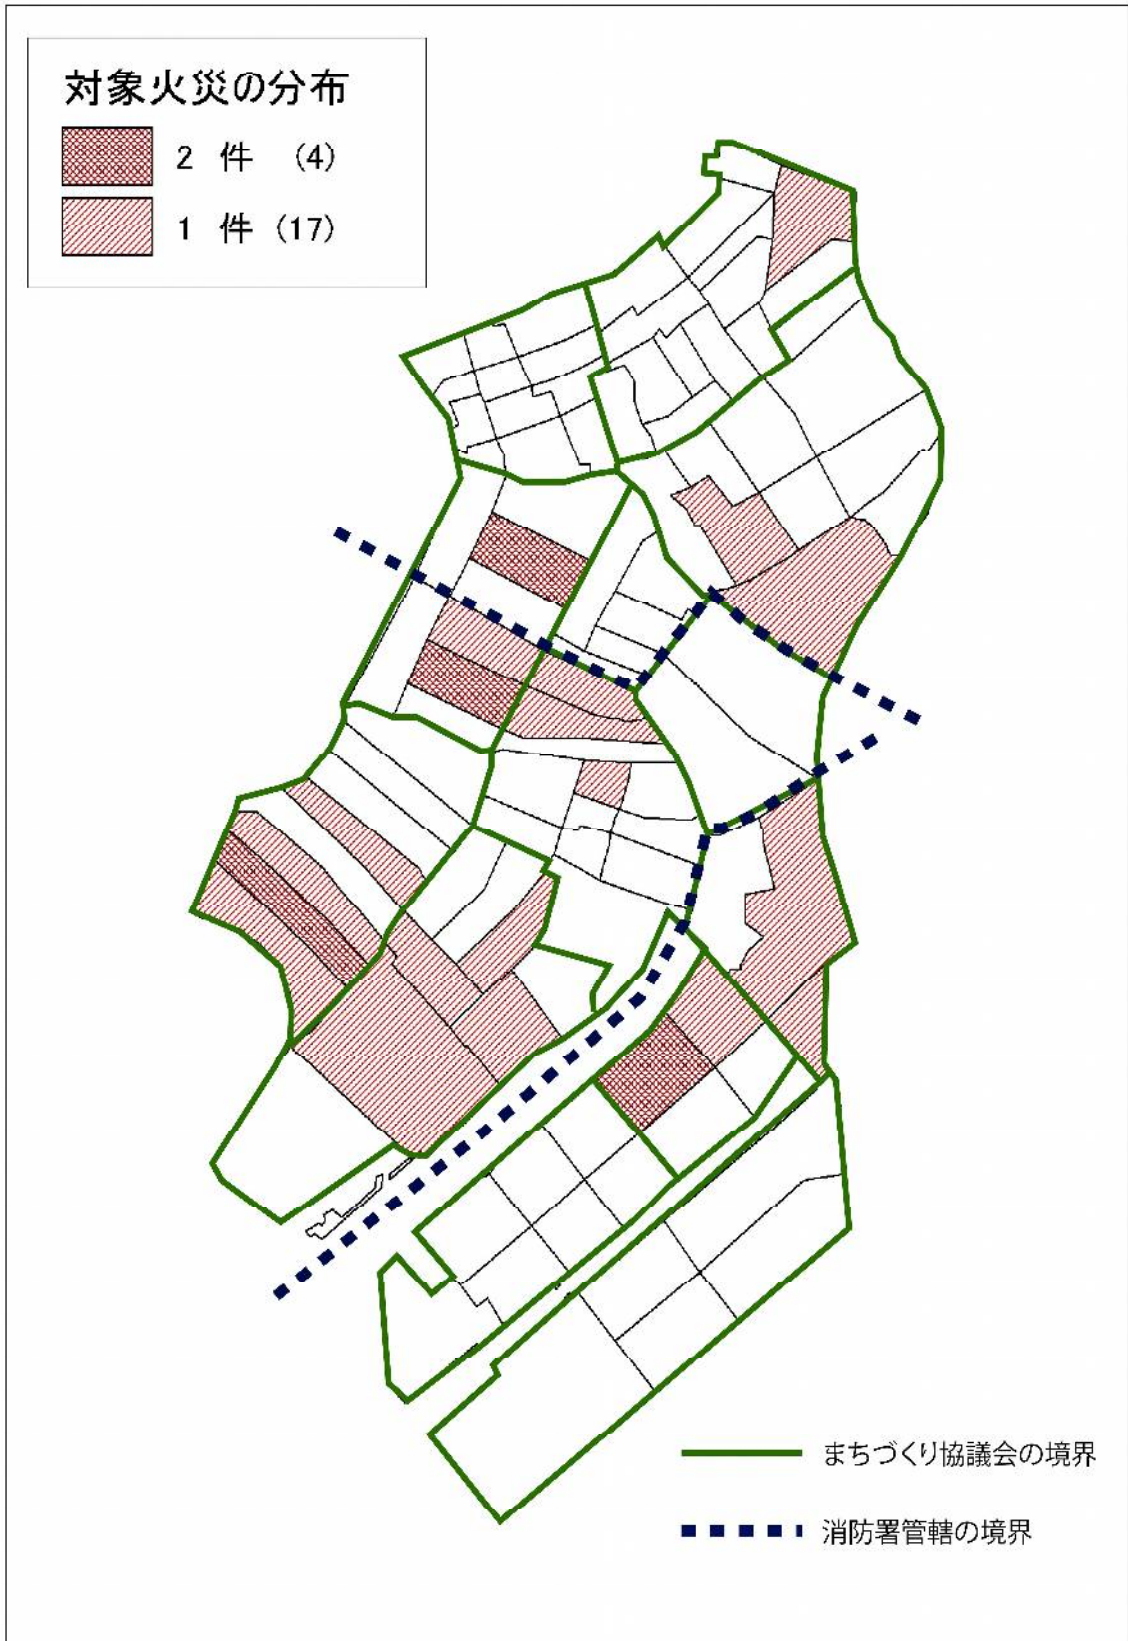 対象火災の分布
2 件 (4)
1 件 (17)
まちづくり協議会の境界
消防署管轄の境界